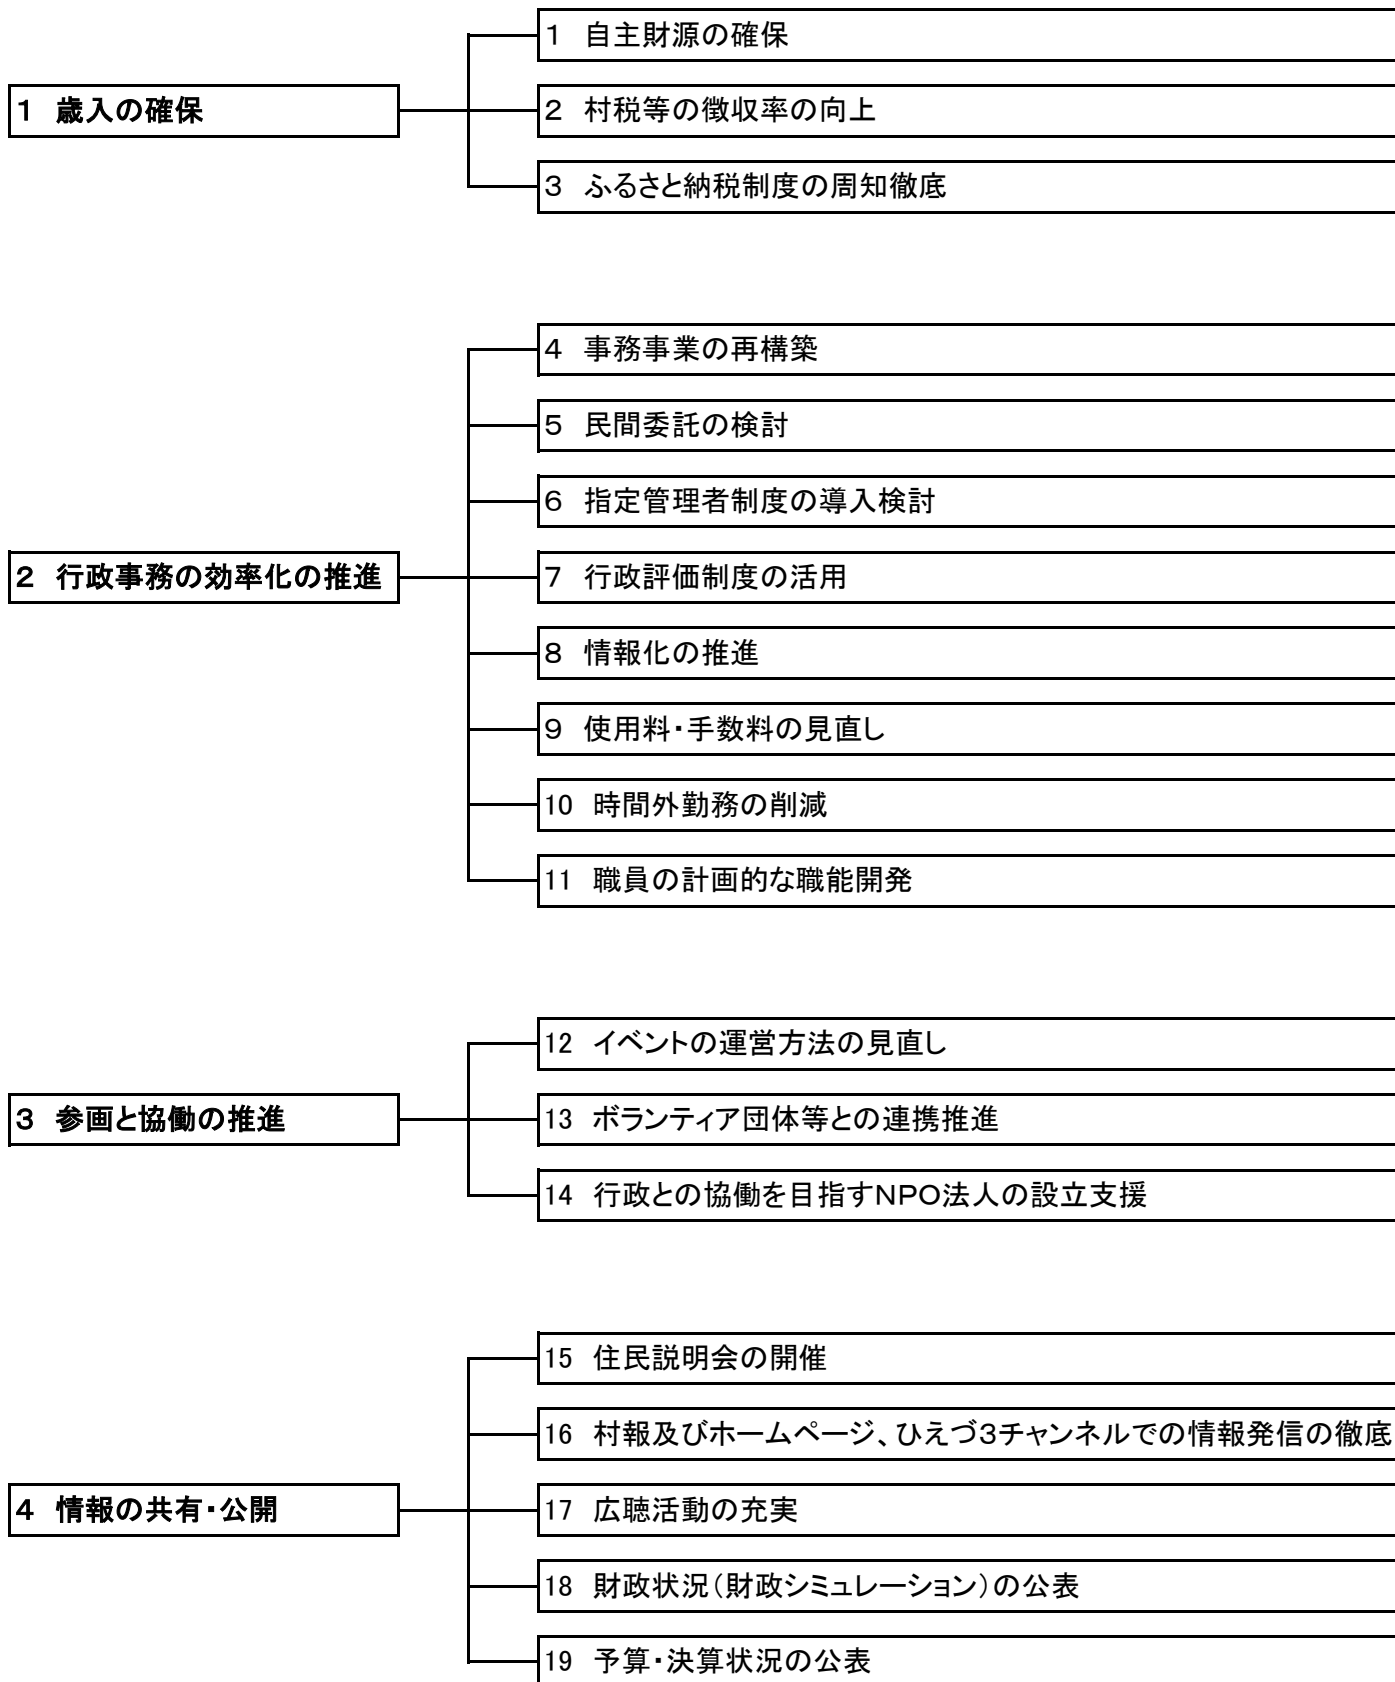 1 自主財源の確保
1 歳入の確保
2 村税等の徴収率の向上
3 ふるさと納税制度の周知徹底
4 事務事業の再構築
5 民間委託の検討
6 指定管理者制度の導入検討
2 行政事務の効率化の推進
7 行政評価制度の活用
8 情報化の推進
9 使用料・手数料の見直し
10 時間外勤務の削減
11 職員の計画的な職能開発
12 イベントの運営方法の見直し
3 参画と協働の推進
13 ボランティア団体等との連携推進
14 行政との協働を目指すNPO法人の設立支援
15 住民説明会の開催
16 村報及びホームページ、ひえづ3チャンネルでの情報発信の徹底
4 情報の共有・公開
17 広聴活動の充実
18 財政状況(財政シミュレーション)の公表
19 予算・決算状況の公表